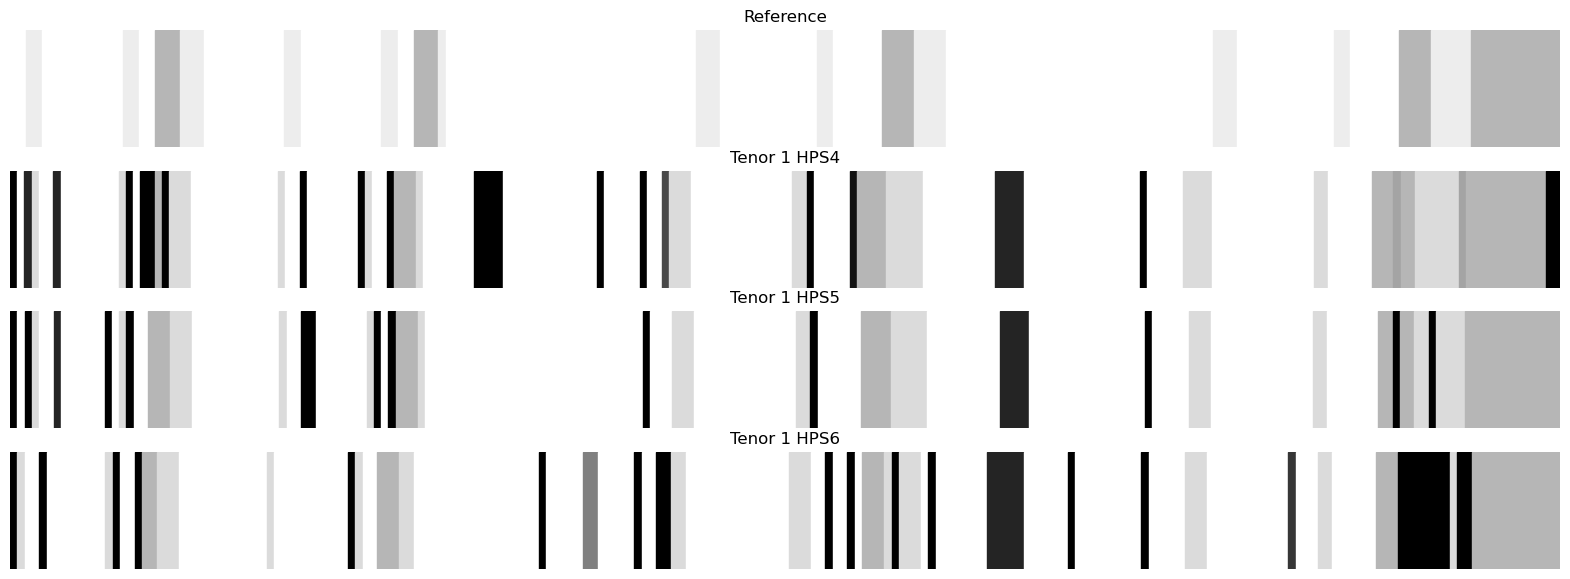 Reference
Tenor 1 HPS4
Tenor 1 HPS5
Tenor 1 HPS6